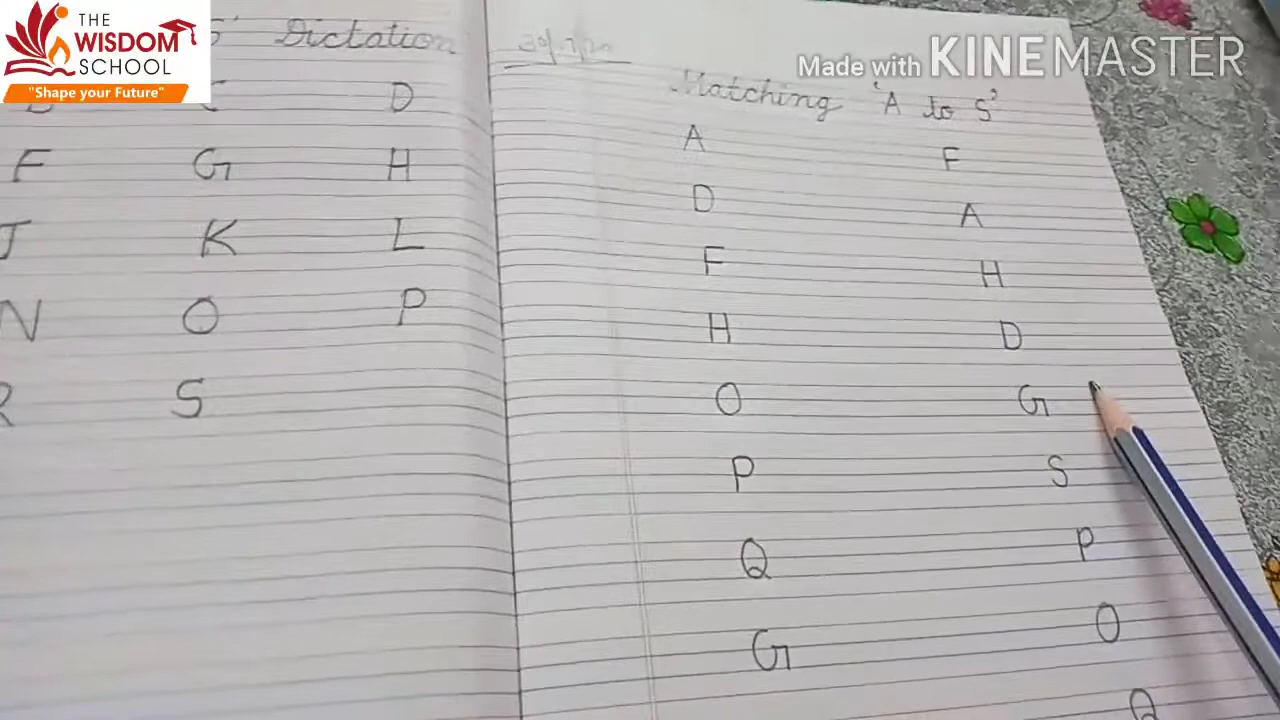 THE
WISDOM
SCHOOL
"Shape your Future"
Made with KINEMASTER
S' Dictation
D
F G H
J K L
N O P
R S
Matching 'A to S'
A F
D A
F H
H D
O G
P S
Q P
G O
Q